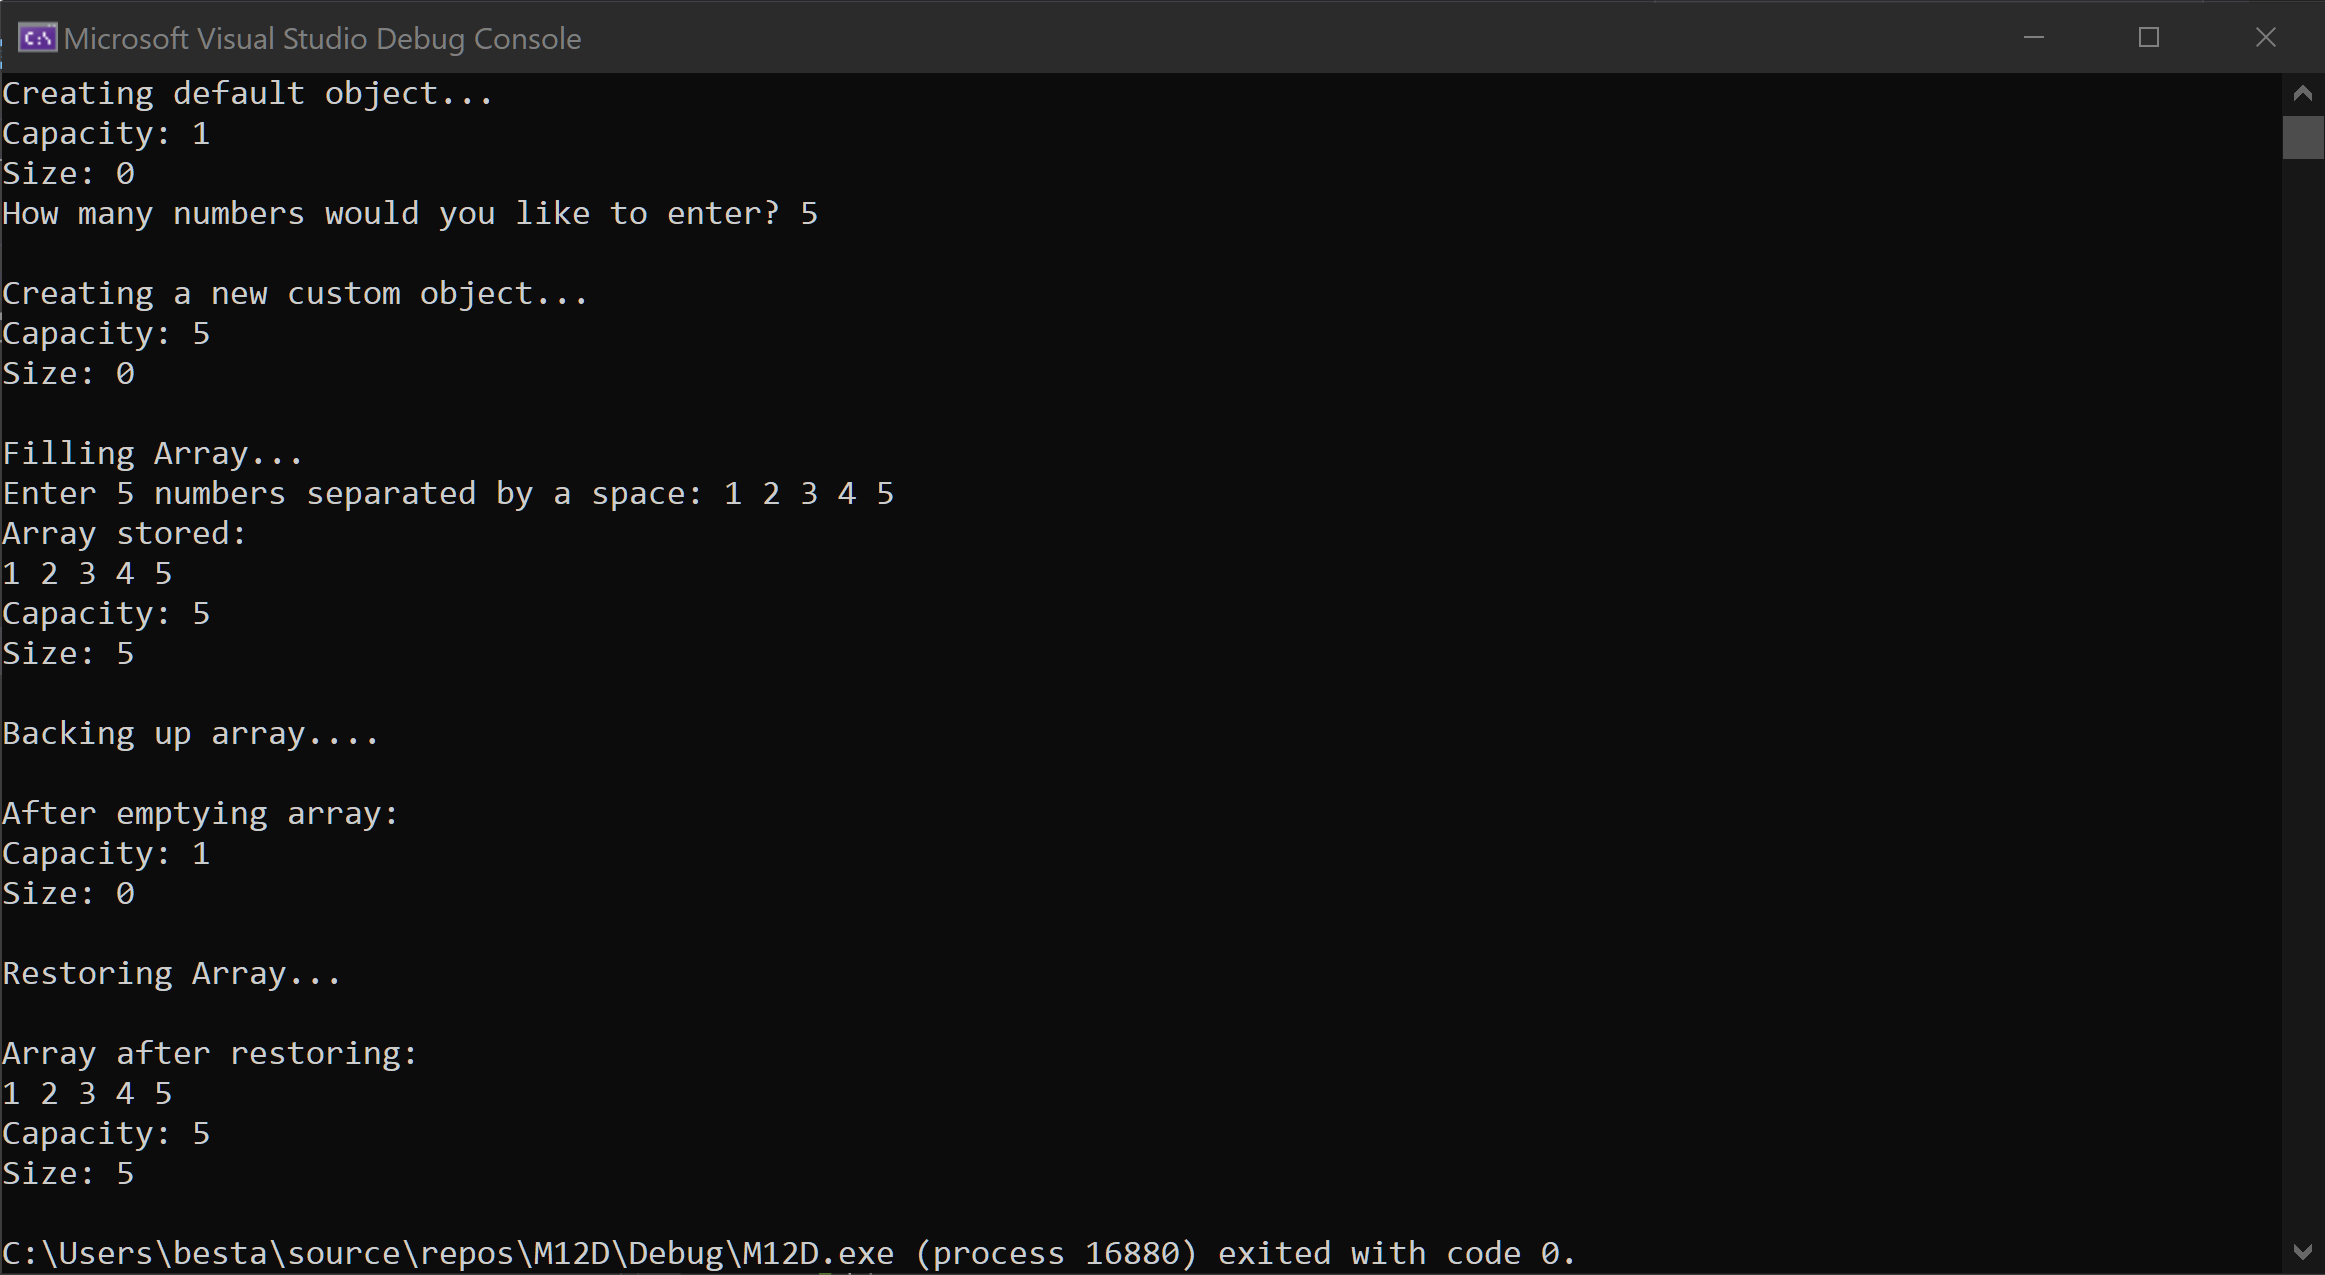 C:\ Microsoft Visual Studio Debug Console
Creating default object...
Capacity: 1
Size: 0
How many numbers would you like to enter? 5
Creating a new custom object...
Capacity: 5
Size: 0
Filling Array...
Enter 5 numbers separated by a space: 1 2 3 4 5
Array stored:
1 2 3 4 5
Capacity: 5
Size: 5
Backing up array....
After emptying array:
Capacity: 1
Size: 0
Restoring Array...
Array after restoring:
1 2 3 4 5
Capacity: 5
Size: 5
C:\Users\besta\source\repos\M12D\Debug\M12D.exe (process 16880) exited with code 0.